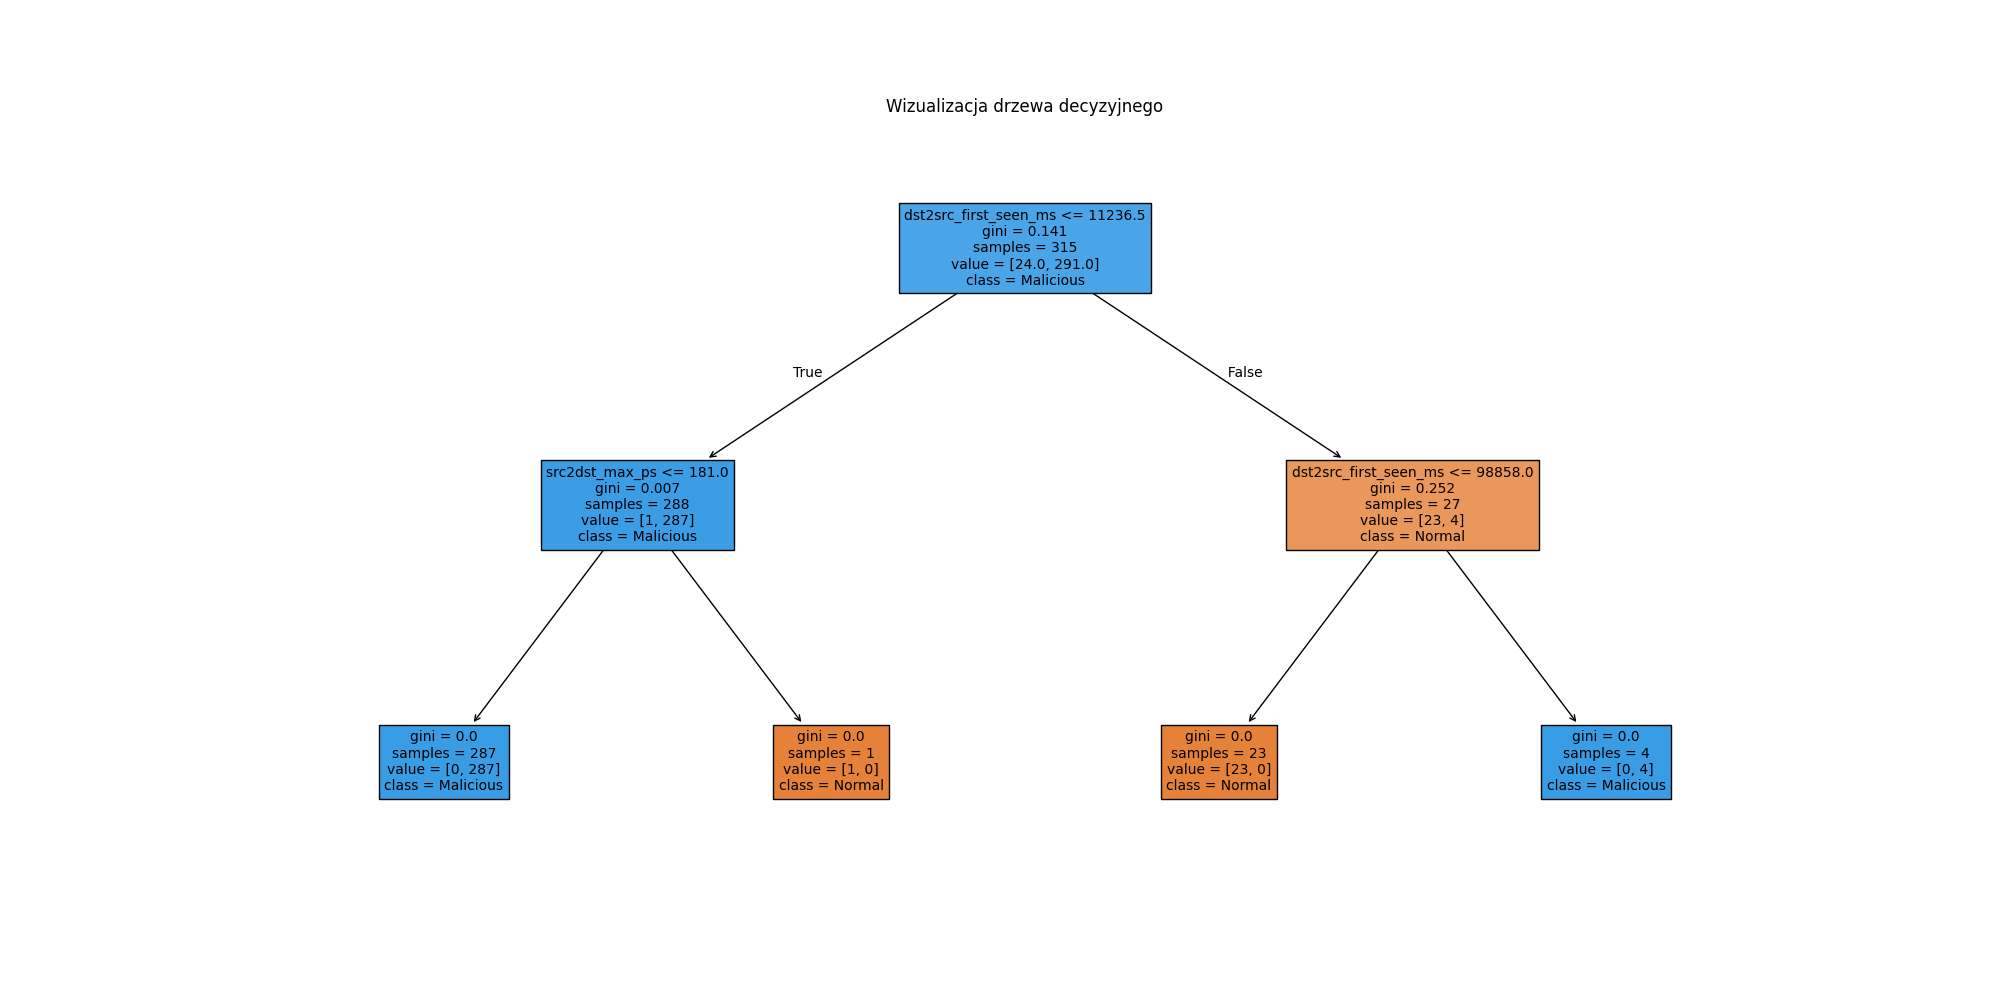 Wizualizacja drzewa decyzyjnego
dst2src_first_seen_ms <= 11236.5
gini = 0.141
samples = 315
value = [24.0, 291.0]
class = Malicious
True
False
src2dst_max_ps <= 181.0
gini = 0.007
samples = 288
value = [1, 287]
class = Malicious
dst2src_first_seen_ms <= 98858.0
gini = 0.252
samples = 27
value = [23, 4]
class = Normal
gini = 0.0
samples = 287
value = [0, 287]
class = Malicious
gini = 0.0
samples = 1
value = [1, 0]
class = Normal
gini = 0.0
samples = 23
value = [23, 0]
class = Normal
gini = 0.0
samples = 4
value = [0, 4]
class = Malicious